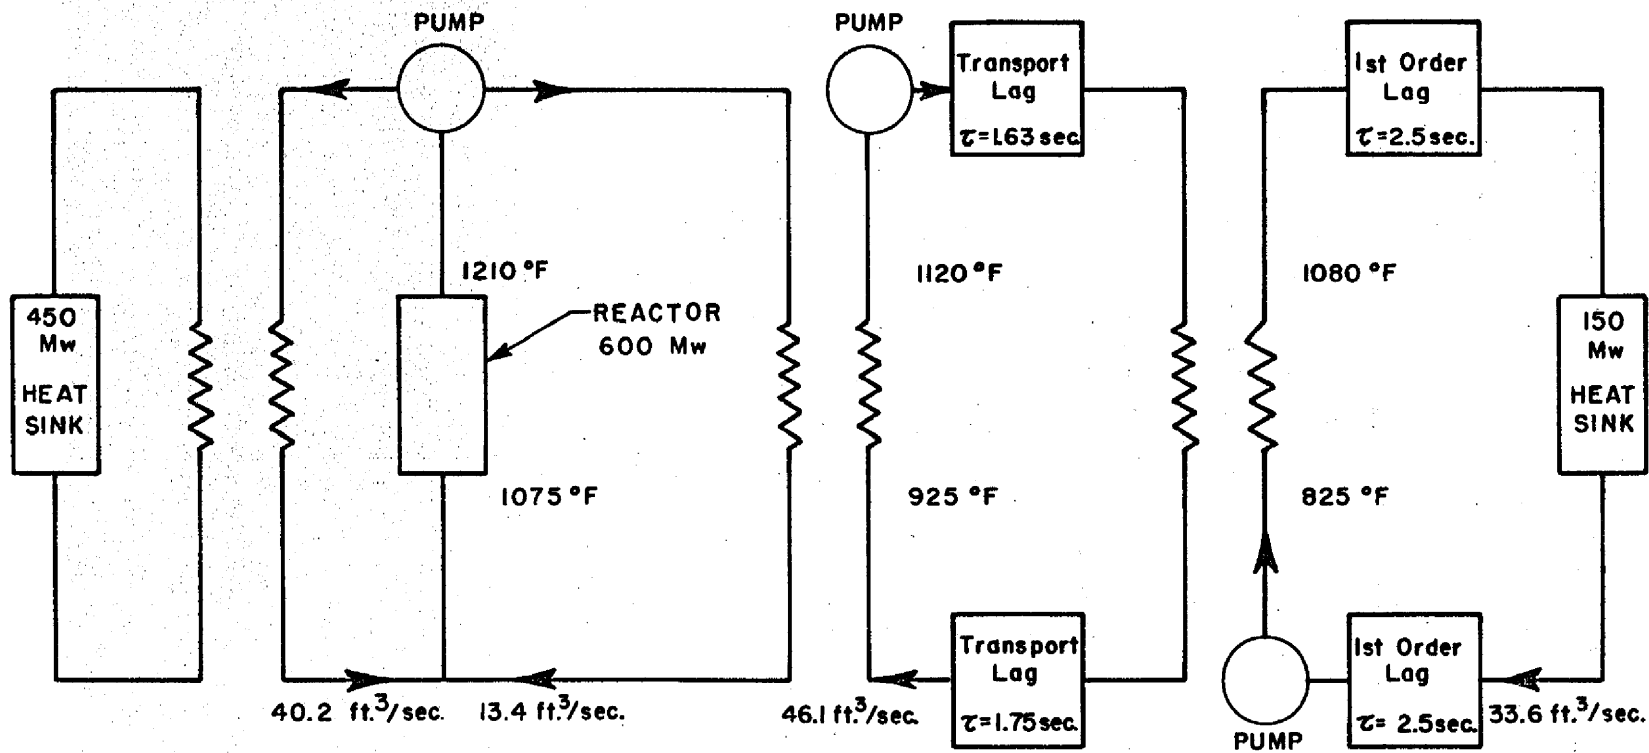 PUMP
PUMP
Transport
Lag
τ=1.63 sec.
1st Order
Lag
τ=2.5 sec.
1210 °F
1120 °F
1080 °F
450
Mw
HEAT
SINK
REACTOR
600 Mw
150
Mw
HEAT
SINK
1075 °F
925 °F
825 °F
Transport
Lag
τ=1.75 sec.
1st Order
Lag
τ= 2.5 sec.
40.2 ft.³/sec.
13.4 ft.³/sec.
46.1 ft.³/sec.
33.6 ft.³/sec.
PUMP